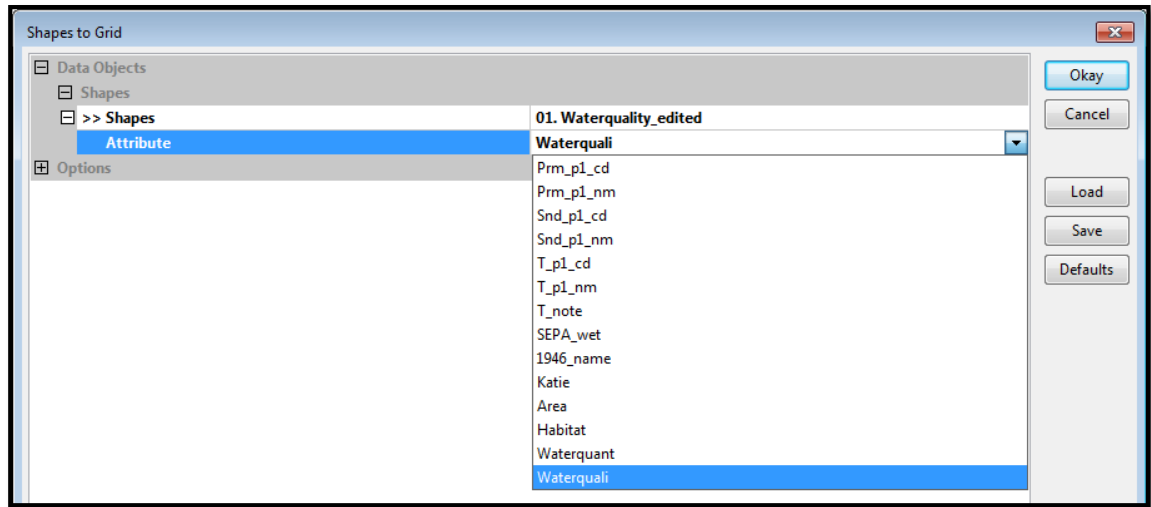 Shapes to Grid
Data Objects
Shapes
>> Shapes 01. Waterquality_edited
Attribute Waterquali
Options
Prm_p1_cd
Prm_p1_nm
Snd_p1_cd
Snd_p1_nm
T_p1_cd
T_p1_nm
T_note
SEPA_wet
1946_name
Katie
Area
Habitat
Waterquant
Waterquali
Okay
Cancel
Load
Save
Defaults